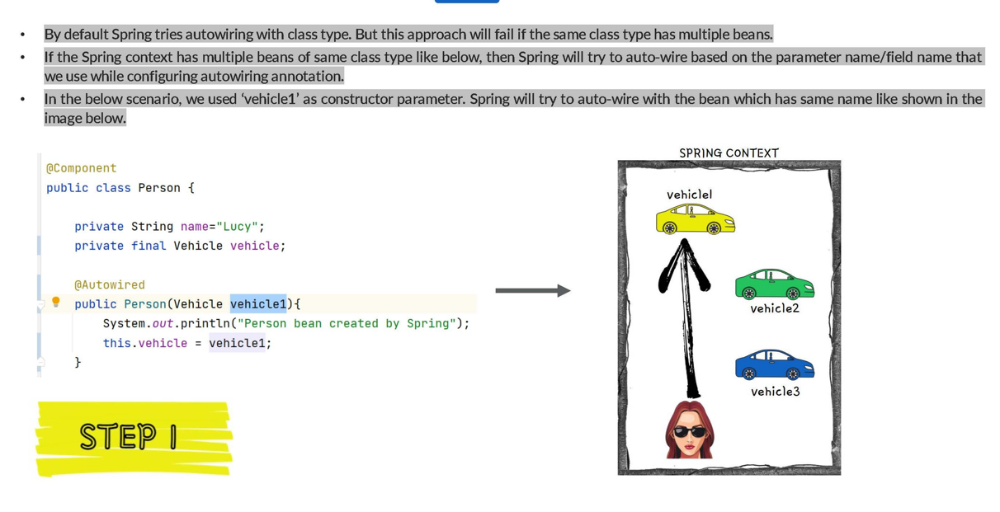 • By default Spring tries autowiring with class type. But this approach will fail if the same class type has multiple beans.
• If the Spring context has multiple beans of same class type like below, then Spring will try to auto-wire based on the parameter name/field name that
we use while configuring autowiring annotation.
• In the below scenario, we used ‘vehicle1’ as constructor parameter. Spring will try to auto-wire with the bean which has same name like shown in the
image below.
@Component
public class Person {
private String name="Lucy";
private final Vehicle vehicle;
@Autowired
public Person(Vehicle vehicle1){
System.out.println("Person bean created by Spring");
this.vehicle = vehicle1;
}
STEP 1
SPRING CONTEXT
vehicle1
vehicle2
vehicle3